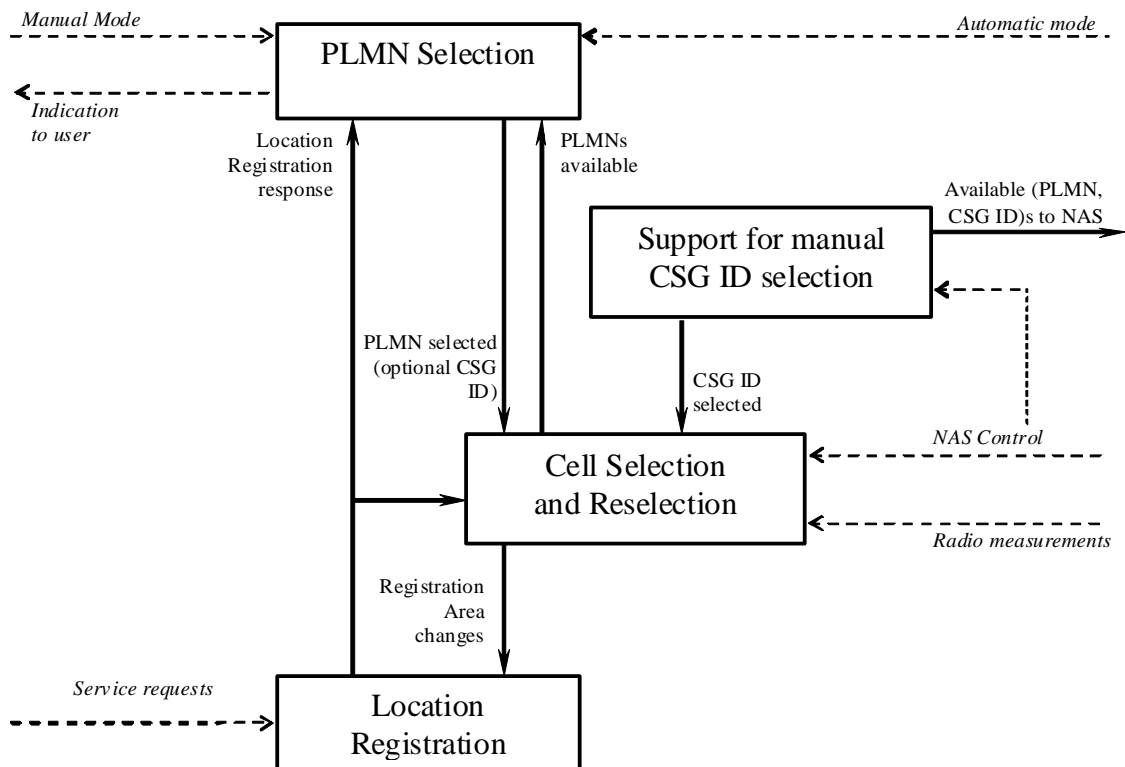 Manual Mode
PLMN Selection
Automatic mode
Indication
to user
Location
Registration
response
PLMNs
available
Available (PLMN,
CSG ID)s to NAS
Support for manual
CSG ID selection
PLMN selected
(optional CSG
ID)
CSG ID
selected
NAS Control
Cell Selection
and Reselection
Radio measurements
Registration
Area
changes
Service requests
Location
Registration